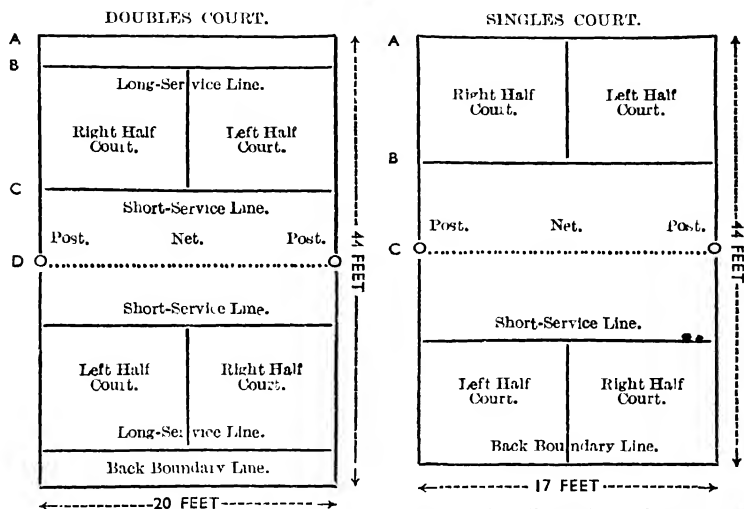 DOUBLES COURT.
A
B
Long-Service Line.
Right Half
Court.
Left Half
Court.
C
Short-Service Line.
Post.
Net.
Post.
D
44 FEET
Short-Service Line.
Left Half
Court.
Right Half
Court.
Long-Service Line.
Back Boundary Line.
20 FEET
SINGLES COURT.
A
Right Half
Court.
Left Half
Court.
B
Post.
Net.
Post.
C
44 FEET
Short-Service Line.
Left Half
Court.
Right Half
Court.
Back Boundary Line.
17 FEET